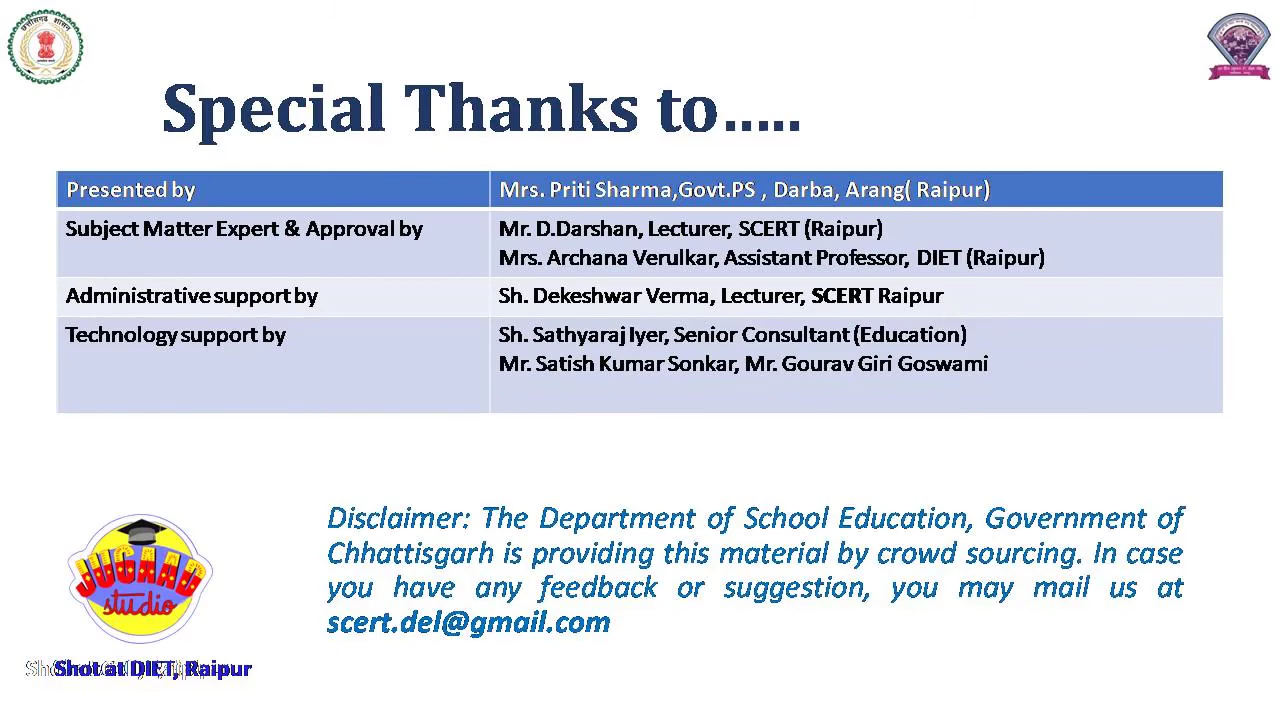 छत्तीसगढ़ शासन
Special Thanks to.....
Presented by
Mrs. Priti Sharma,Govt.PS , Darba, Arang( Raipur)
Subject Matter Expert & Approval by
Mr. D.Darshan, Lecturer, SCERT (Raipur)
Mrs. Archana Verulkar, Assistant Professor, DIET (Raipur)
Administrative support by
Sh. Dekeshwar Verma, Lecturer, SCERT Raipur
Technology support by
Sh. Sathyaraj Iyer, Senior Consultant (Education)
Mr. Satish Kumar Sonkar, Mr. Gourav Giri Goswami
Disclaimer: The Department of School Education, Government of
Chhattisgarh is providing this material by crowd sourcing. In case
you have any feedback or suggestion, you may mail us at
scert.del@gmail.com
JUGAAD
studio
Shot at DIET, Raipur